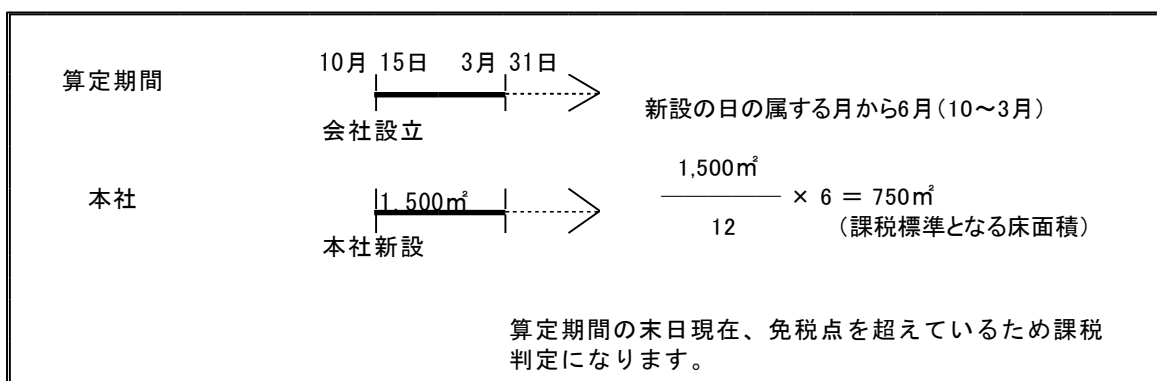 10月 15日 3月 31日
算定期間
新設の日の属する月から6月(10～3月)
会社設立
1,500㎡
本社 1,500㎡ ────── × 6 ＝ 750㎡
12 (課税標準となる床面積)
本社新設
算定期間の末日現在、免税点を超えているため課税
判定になります。